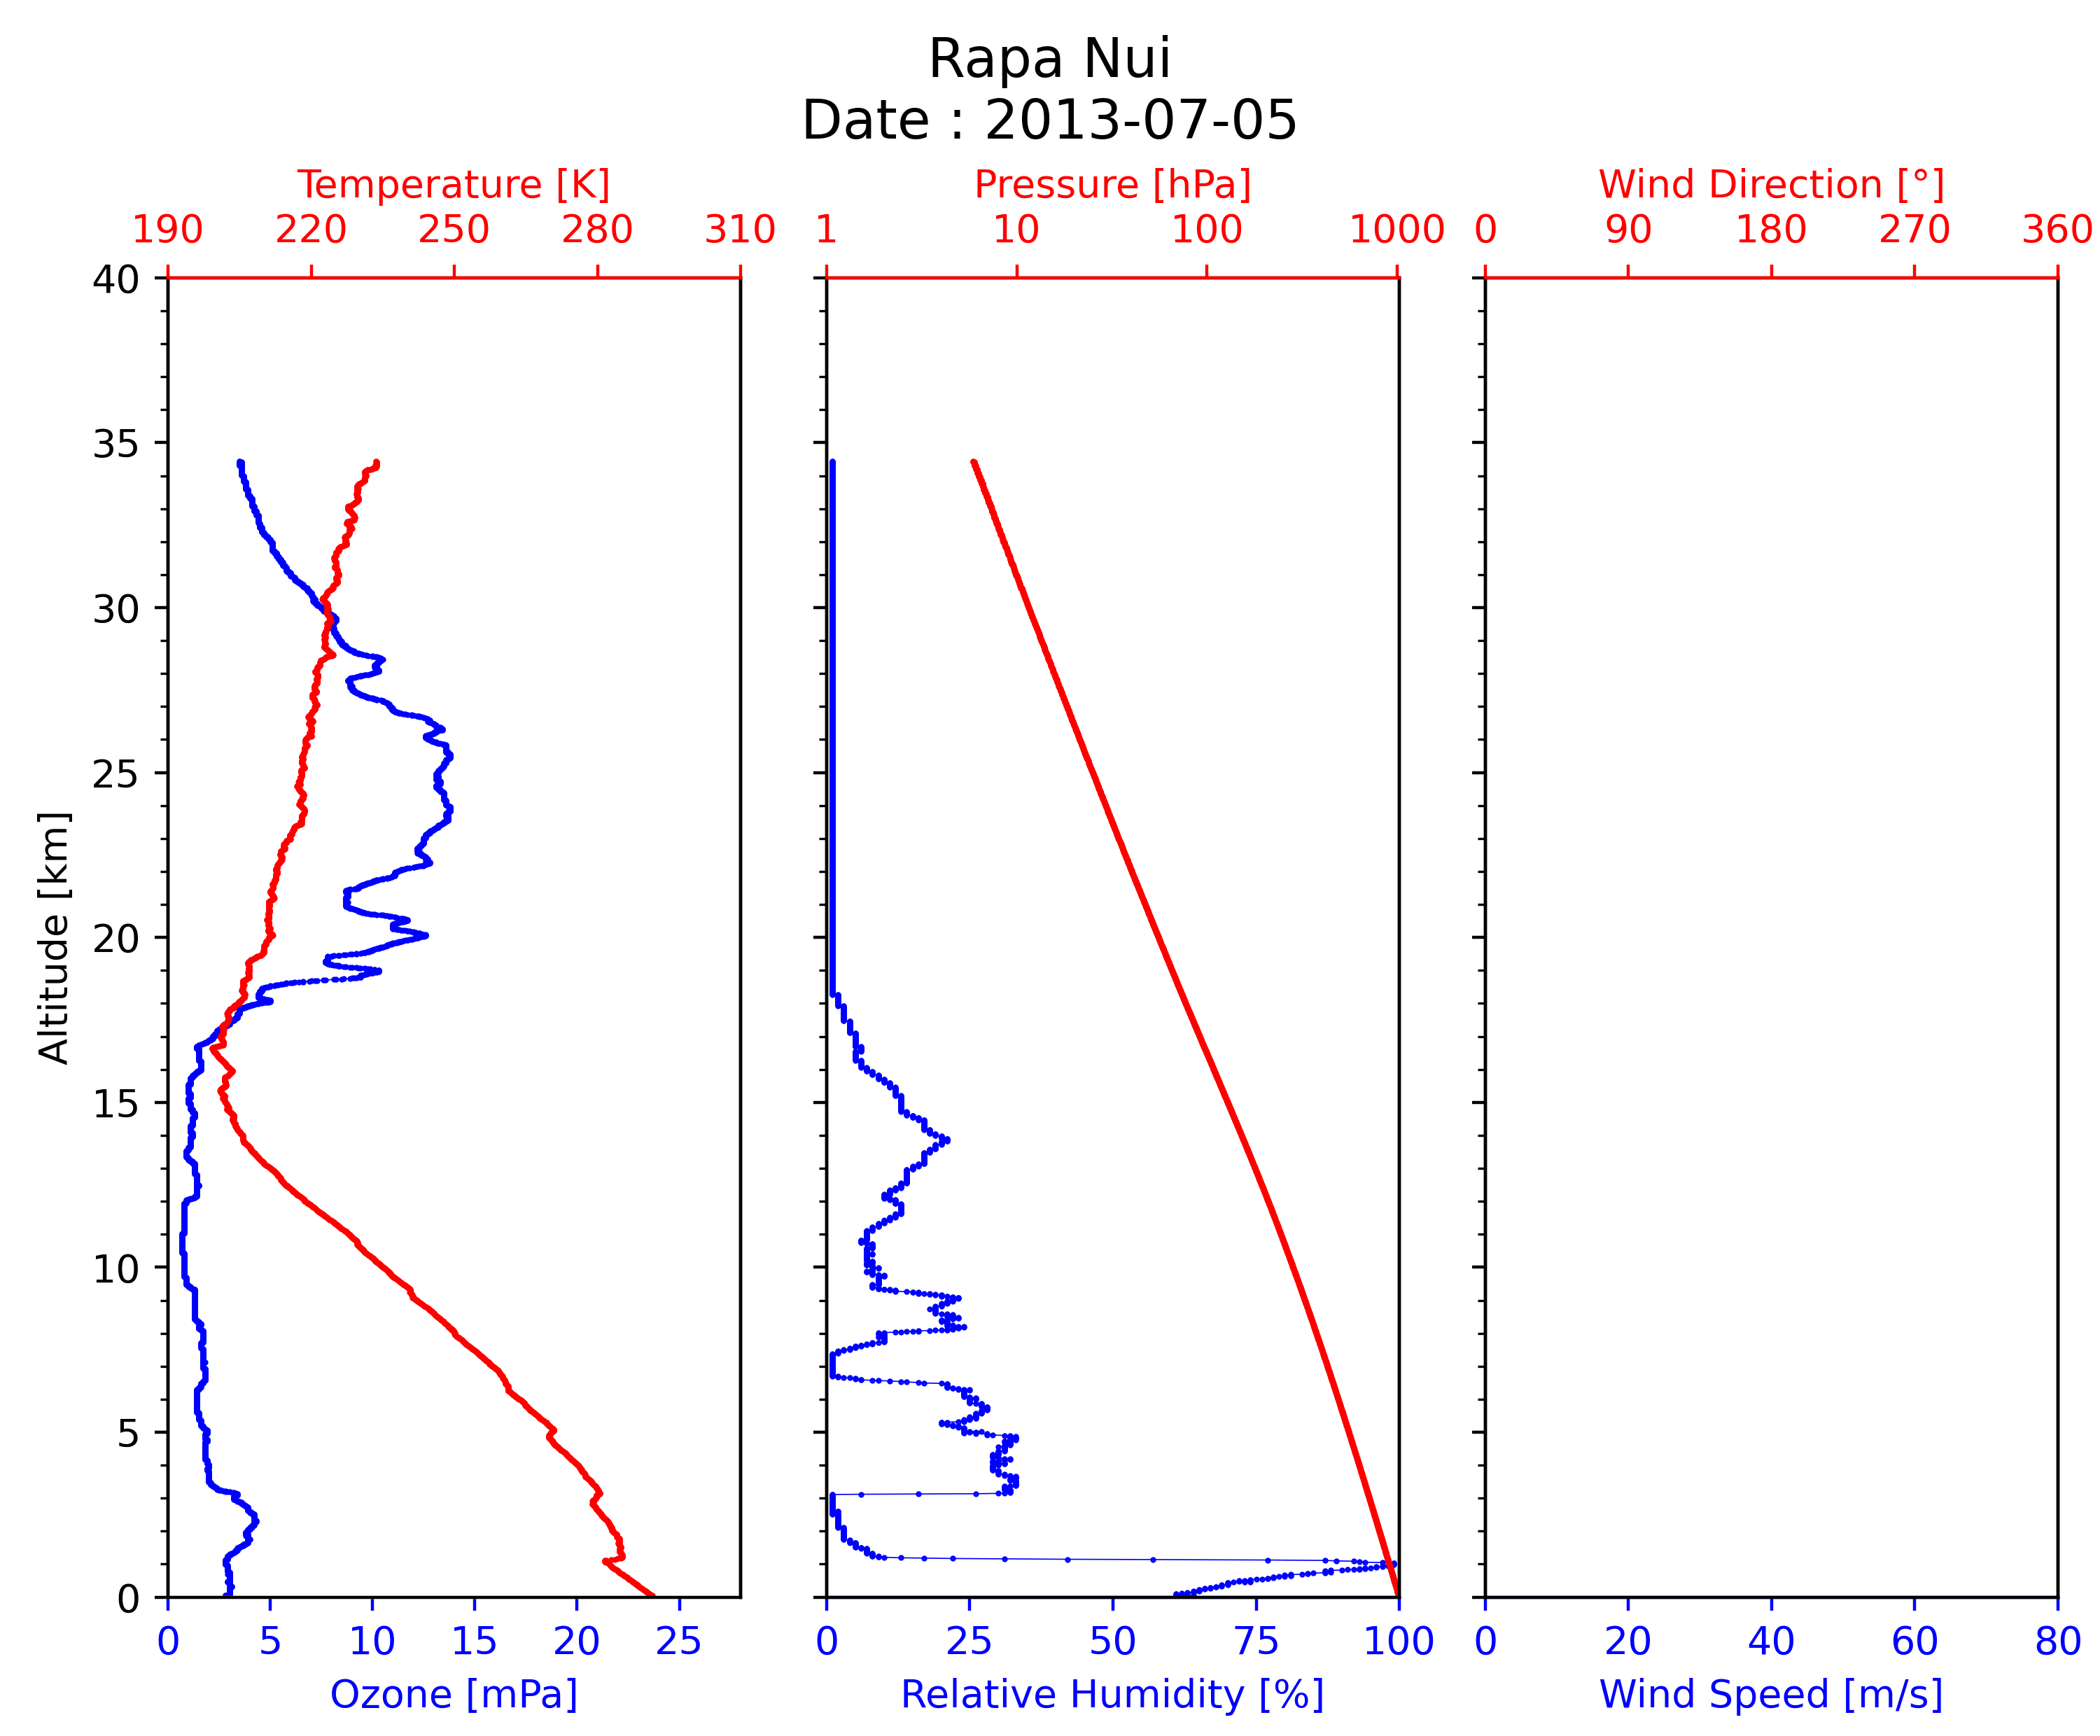 Rapa Nui
Date : 2013-07-05
Temperature [K]
190 220 250 280 310
Pressure [hPa]
1 10 100 1000
Wind Direction [°]
0 90 180 270 360
Altitude [km]
40
35
30
25
20
15
10
5
0
0 5 10 15 20 25
Ozone [mPa]
0 25 50 75 100
Relative Humidity [%]
0 20 40 60 80
Wind Speed [m/s]